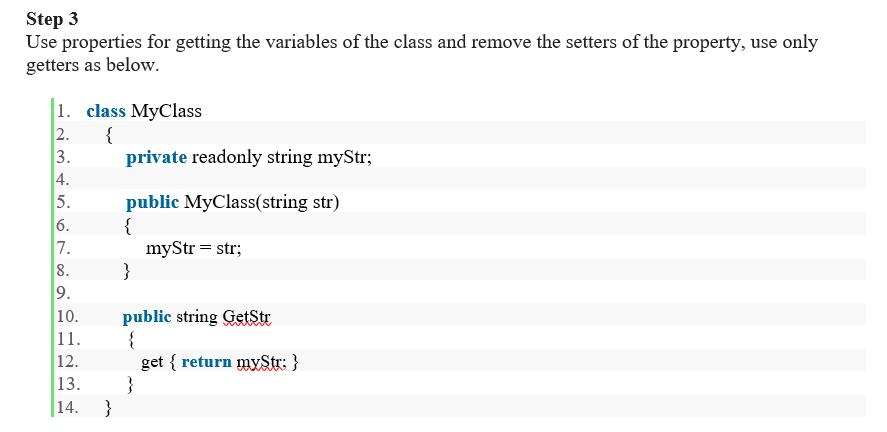 Step 3
Use properties for getting the variables of the class and remove the setters of the property, use only
getters as below.
1. class MyClass
2. {
3. private readonly string myStr;
4.
5. public MyClass(string str)
6. {
7. myStr = str;
8. }
9.
10. public string GetStr
11. {
12. get { return myStr; }
13. }
14. }